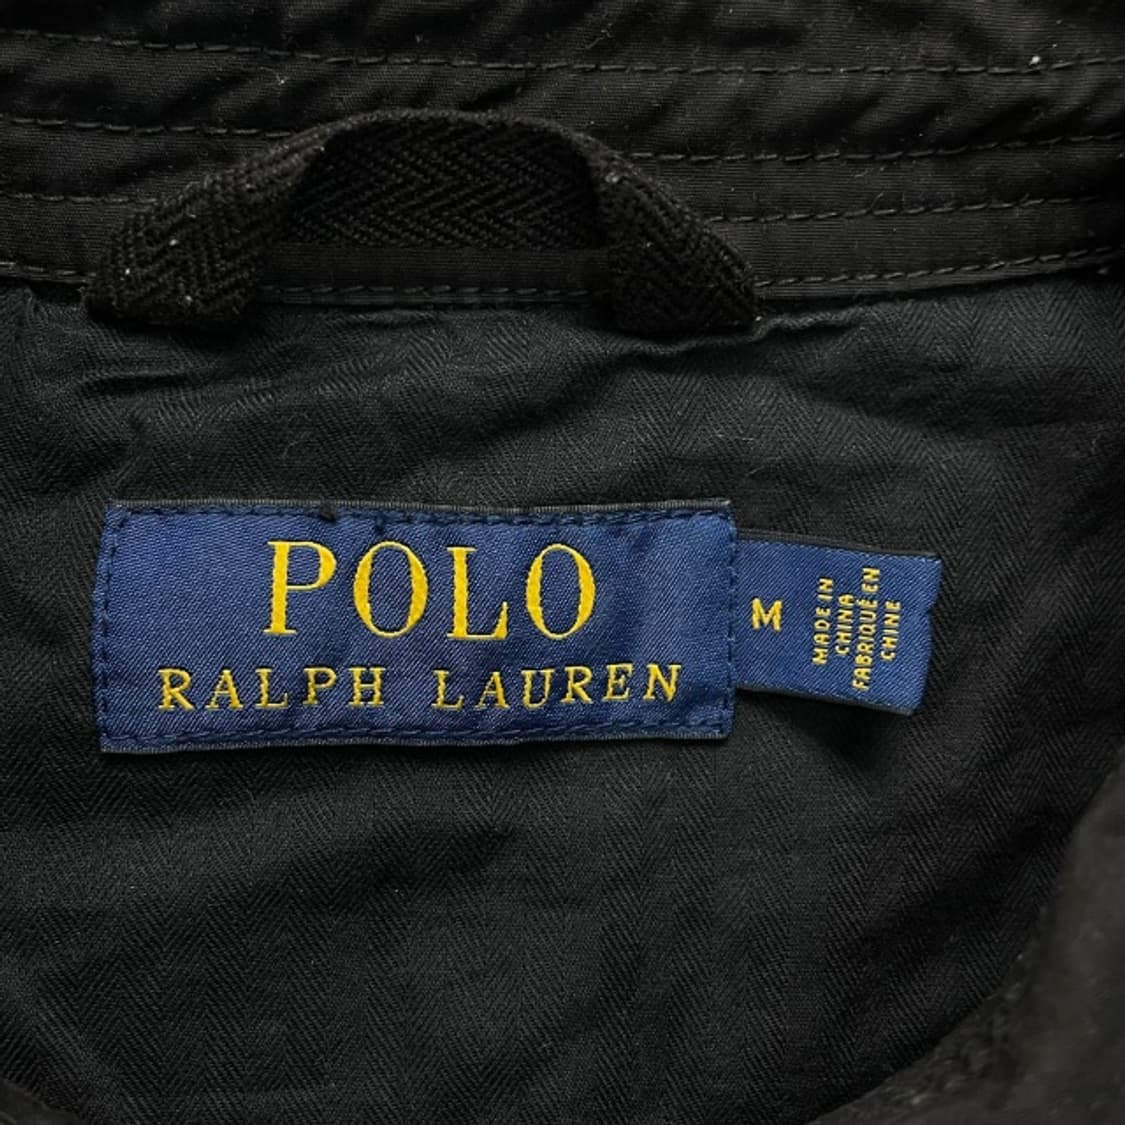 POLO
RALPH LAUREN
M
MADE IN
CHINA
FABRIQUÉ EN
CHINE